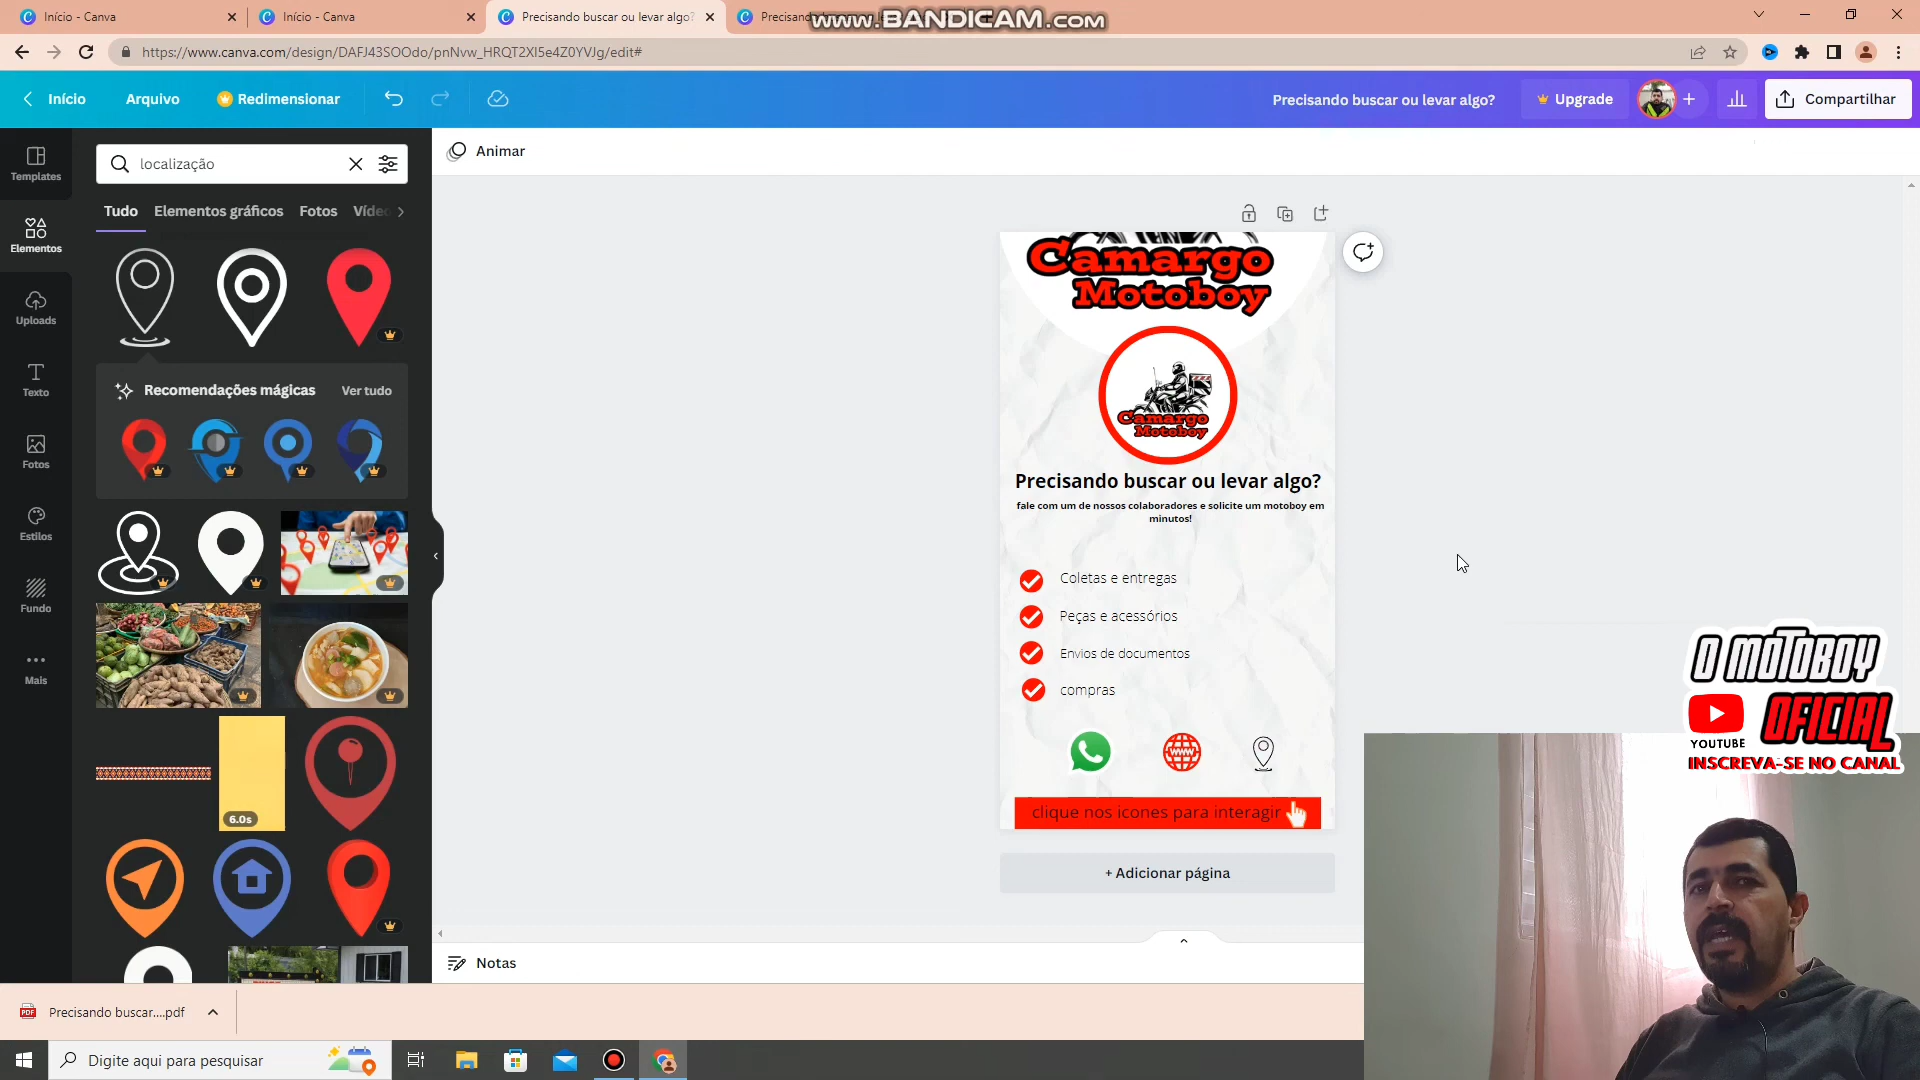 Início - Canva
Início - Canva
Precisando buscar ou levar algo?
www.BANDICAM.com
https://www.canva.com/design/DAFJ43SOOdo/pnNvw_HRQT2Xl5e4Z0YVJg/edit#
Início
Arquivo
Redimensionar
Precisando buscar ou levar algo?
Upgrade
Compartilhar
Templates
Elementos
Uploads
Texto
Fotos
Estilos
Fundo
Mais
localização
Tudo
Elementos gráficos
Fotos
Recomendações mágicas
Ver tudo
6.0s
Animar
Camargo
Motoboy
Camargo
Motoboy
Precisando buscar ou levar algo?
fale com um de nossos colaboradores e solicite um motoboy em
minutos!
Coletas e entregas
Peças e acessórios
Envios de documentos
compras
www
clique nos icones para interagir
+ Adicionar página
Notas
O MOTOBOY
OFICIAL
YOUTUBE
INSCREVA-SE NO CANAL
PDF
Precisando buscar....pdf
Digite aqui para pesquisar